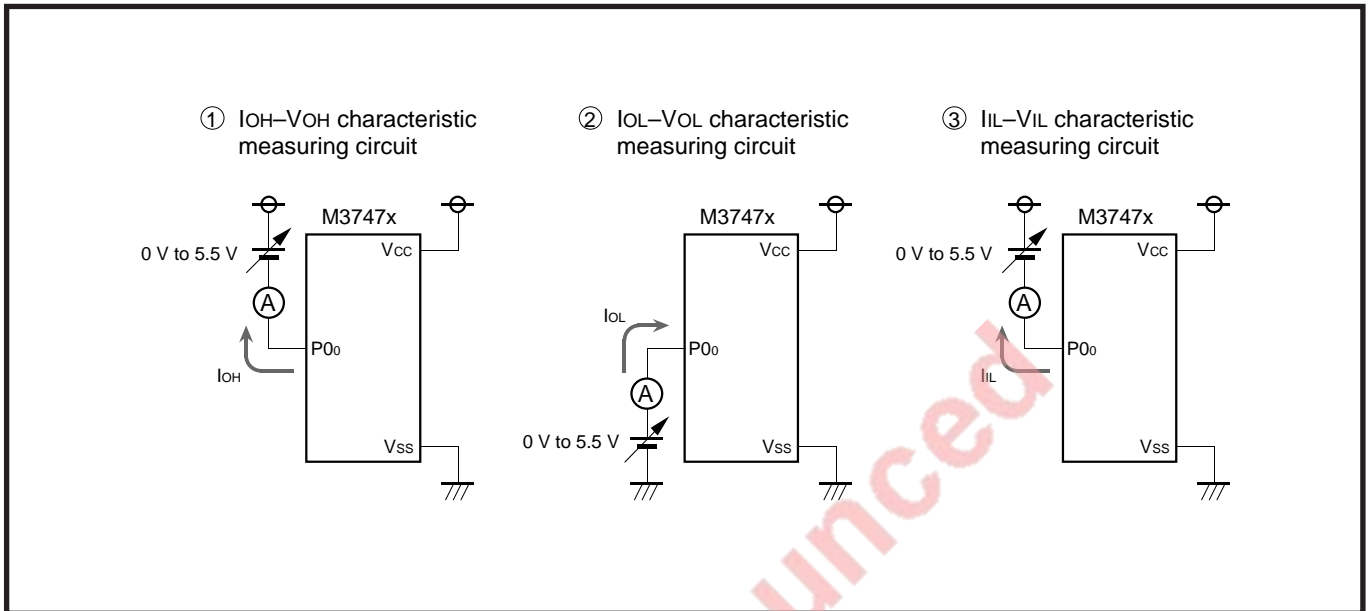 ① IOH–VOH characteristic
measuring circuit
M3747x
VCC
0 V to 5.5 V
A
P00
IOH
VSS
② IOL–VOL characteristic
measuring circuit
M3747x
VCC
IOL
P00
A
0 V to 5.5 V
VSS
③ IIL–VIL characteristic
measuring circuit
M3747x
0 V to 5.5 V
VCC
A
P00
IIL
VSS
unced